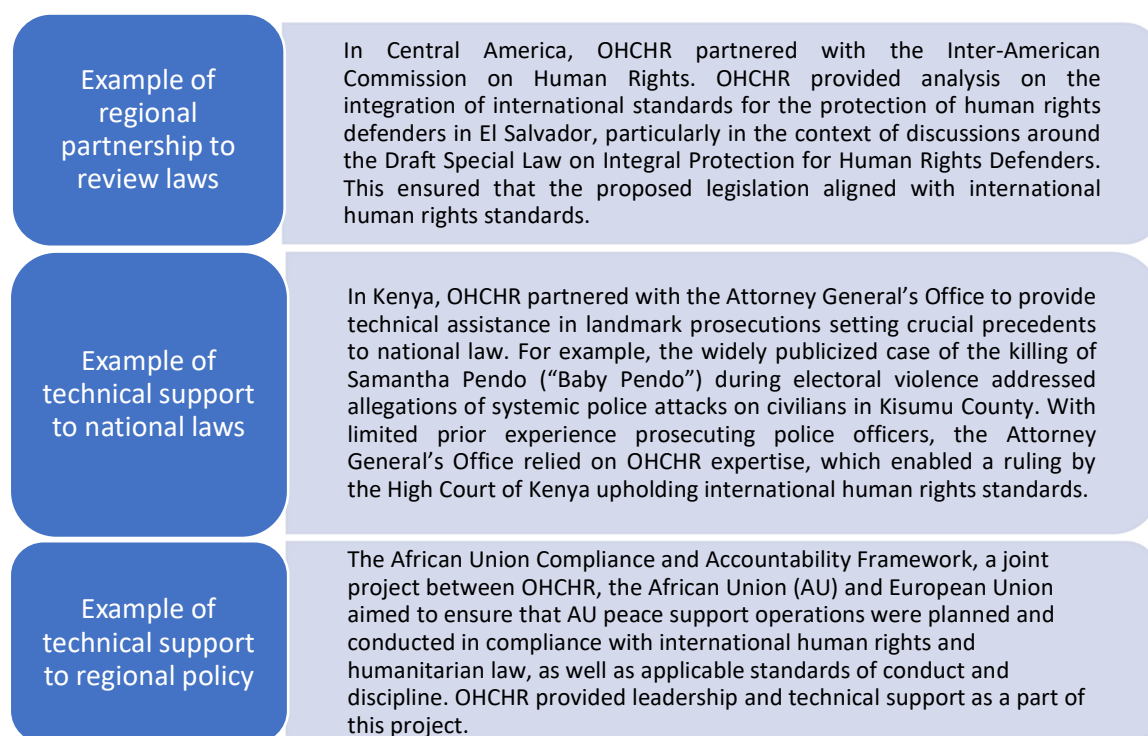 Example of
regional
partnership to
review laws
In Central America, OHCHR partnered with the Inter-American
Commission on Human Rights. OHCHR provided analysis on the
integration of international standards for the protection of human rights
defenders in El Salvador, particularly in the context of discussions around
the Draft Special Law on Integral Protection for Human Rights Defenders.
This ensured that the proposed legislation aligned with international
human rights standards.
Example of
technical support
to national laws
In Kenya, OHCHR partnered with the Attorney General’s Office to provide
technical assistance in landmark prosecutions setting crucial precedents
to national law. For example, the widely publicized case of the killing of
Samantha Pendo (“Baby Pendo”) during electoral violence addressed
allegations of systemic police attacks on civilians in Kisumu County. With
limited prior experience prosecuting police officers, the Attorney
General’s Office relied on OHCHR expertise, which enabled a ruling by
the High Court of Kenya upholding international human rights standards.
Example of
technical support
to regional policy
The African Union Compliance and Accountability Framework, a joint
project between OHCHR, the African Union (AU) and European Union
aimed to ensure that AU peace support operations were planned and
conducted in compliance with international human rights and
humanitarian law, as well as applicable standards of conduct and
discipline. OHCHR provided leadership and technical support as a part of
this project.